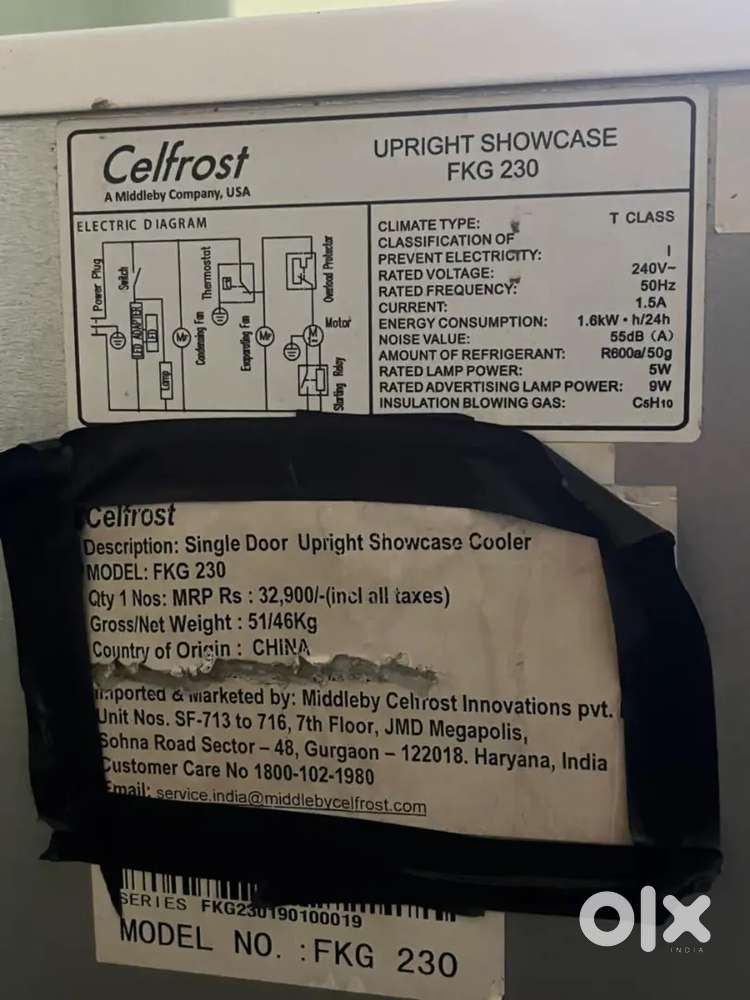 Celfrost
A Middleby Company, USA
UPRIGHT SHOWCASE
FKG 230
ELECTRIC DIAGRAM
Power Plug
Switch
LED ADAPTER
LED
Lamp
Condensing Fan
Thermostat
Evaporating Fan
Overload Protector
Motor
Starting Relay
CLIMATE TYPE: T CLASS
CLASSIFICATION OF
PREVENT ELECTRICITY: I
RATED VOLTAGE: 240V~
RATED FREQUENCY: 50Hz
CURRENT: 1.5A
ENERGY CONSUMPTION: 1.6kW・h/24h
NOISE VALUE: 55dB (A)
AMOUNT OF REFRIGERANT: R600a/50g
RATED LAMP POWER: 5W
RATED ADVERTISING LAMP POWER: 9W
INSULATION BLOWING GAS: C5H10
Celfrost
Description: Single Door Upright Showcase Cooler
MODEL: FKG 230
Qty 1 Nos: MRP Rs : 32,900/-(incl all taxes)
Gross/Net Weight : 51/46Kg
Country of Origin : CHINA
Imported & Marketed by: Middleby Celfrost Innovations pvt.
Unit Nos. SF-713 to 716, 7th Floor, JMD Megapolis,
Sohna Road Sector – 48, Gurgaon – 122018. Haryana, India
Customer Care No 1800-102-1980
Email: service.india@middlebycelfrost.com
SERIES FKG230190100019
MODEL NO. :FKG 230
olx
INDIA